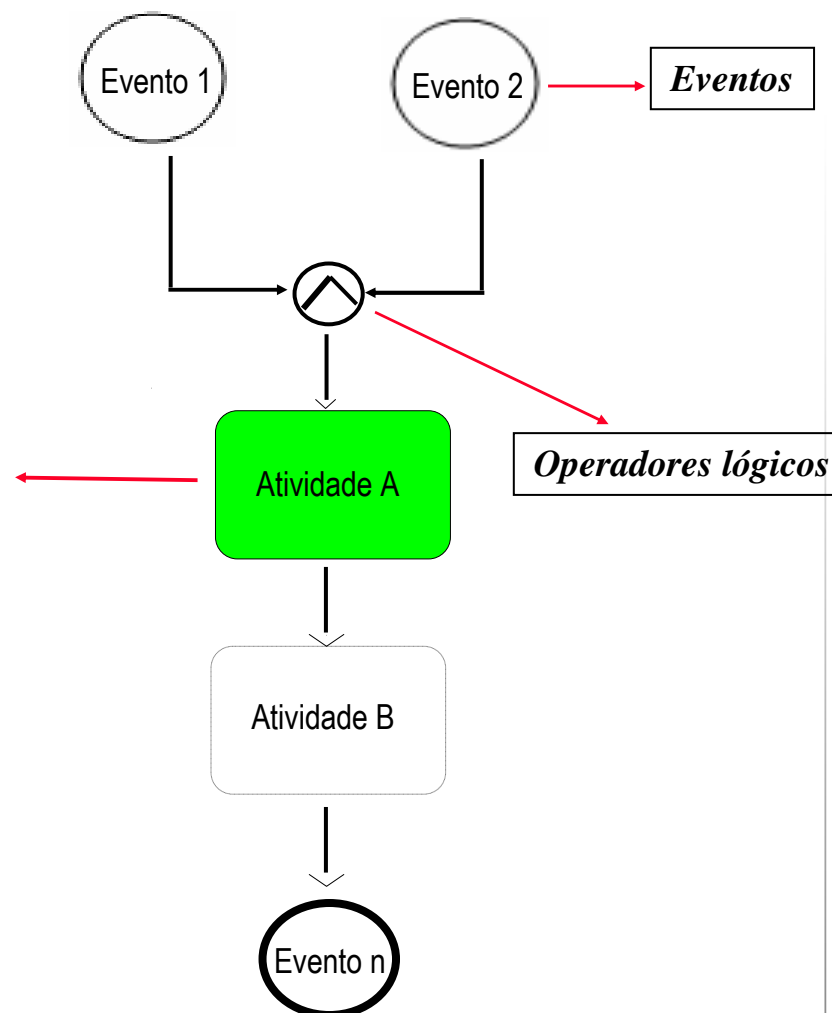 Evento 1
Evento 2
Eventos
Operadores lógicos
Atividade A
Atividade B
Evento n